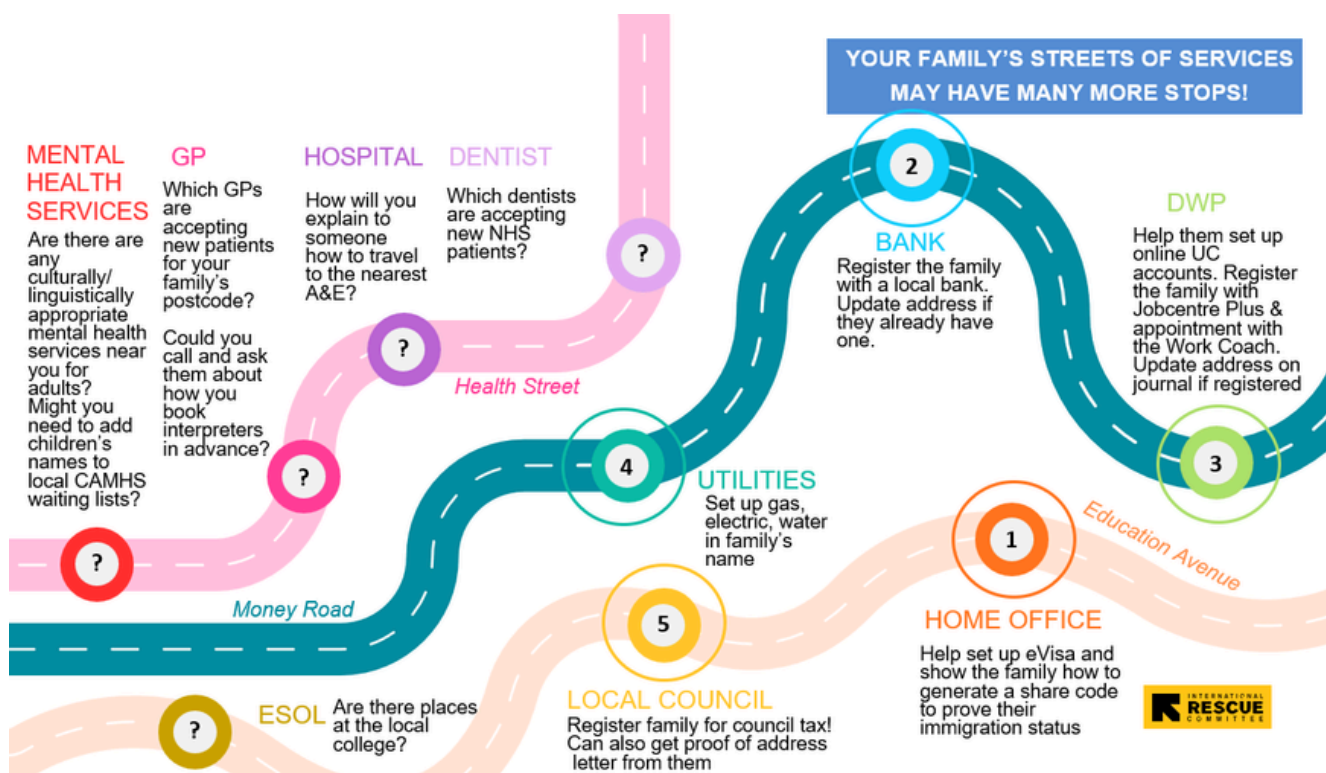 YOUR FAMILY'S STREETS OF SERVICES
MAY HAVE MANY MORE STOPS!
MENTAL
HEALTH
SERVICES
Are there are
any
culturally/
linguistically
appropriate
mental health
services near
you for
adults?
Might you
need to add
children's
names to
local CAMHS
waiting lists?
?
GP
Which GPs
are
accepting
new patients
for your
family's
postcode?
Could you
call and ask
them about
how you
book
interpreters
in advance?
?
HOSPITAL
How will you
explain to
someone
how to travel
to the nearest
A&E?
?
DENTIST
Which dentists
are accepting
new NHS
patients?
?
Health Street
2
BANK
Register the family
with a local bank.
Update address if
they already have
one.
DWP
Help them set up
online UC
accounts. Register
the family with
Jobcentre Plus &
appointment with
the Work Coach.
Update address on
journal if registered
3
4
UTILITIES
Set up gas,
electric, water
in family's
name
Money Road
1
HOME OFFICE
Help set up eVisa and
show the family how to
generate a share code
to prove their
immigration status
Education Avenue
5
LOCAL COUNCIL
Register family for council tax!
Can also get proof of address
letter from them
?
ESOL
Are there places
at the local
college?
INTERNATIONAL
RESCUE
COMMITTEE